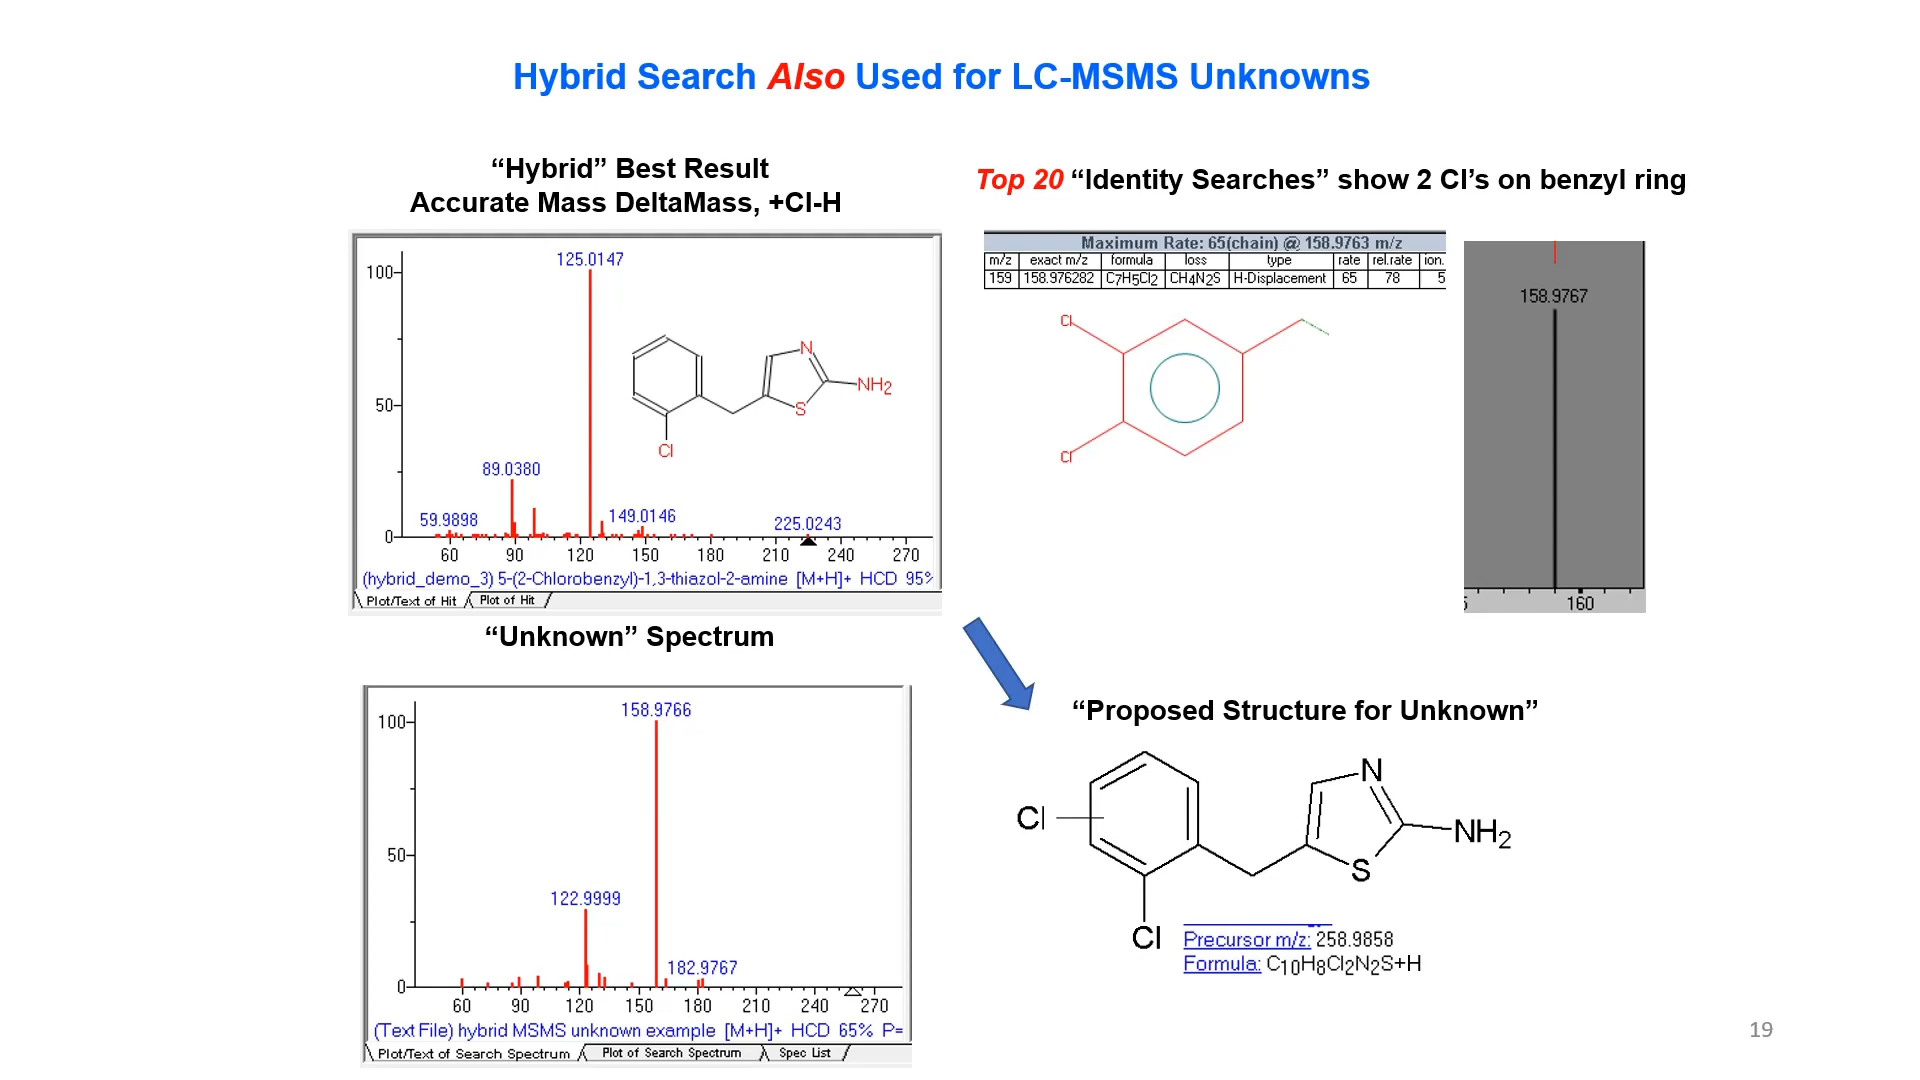 Hybrid Search Also Used for LC-MSMS Unknowns
“Hybrid” Best Result
Accurate Mass DeltaMass, +Cl-H
Top 20 “Identity Searches” show 2 Cl’s on benzyl ring
125.0147
100
50
0
89.0380
59.9898
149.0146
225.0243
Cl
N
S
NH2
60 90 120 150 180 210 240 270
(hybrid_demo_3) 5-(2-Chlorobenzyl)-1,3-thiazol-2-amine [M+H]+ HCD 95%
Plot/Text of Hit
Plot of Hit
Maximum Rate: 65(chain) @ 158.9763 m/z
m/z exact m/z formula loss type rate rel.rate ion.
159 158.976282 C7H5Cl2 CH4N2S H-Displacement 65 78 5
Cl
Cl
158.9767
160
“Unknown” Spectrum
158.9766
100
50
0
122.9999
182.9767
60 90 120 150 180 210 240 270
(Text File) hybrid MSMS unknown example [M+H]+ HCD 65% P=
Plot/Text of Search Spectrum
Plot of Search Spectrum
Spec List
“Proposed Structure for Unknown”
Cl
Cl
N
S
NH2
Precursor m/z: 258.9858
Formula: C10H8Cl2N2S+H
19